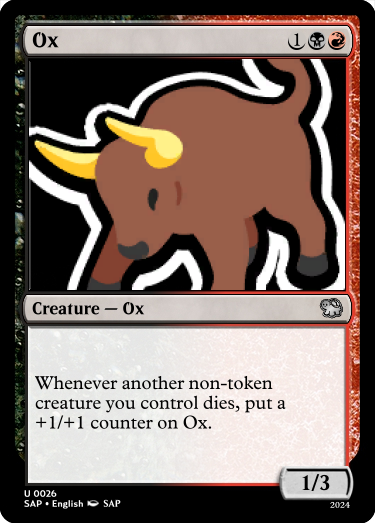 Ox 1
Creature — Ox
Whenever another non-token
creature you control dies, put a
+1/+1 counter on Ox.
1/3
U 0026
SAP • English SAP
2024